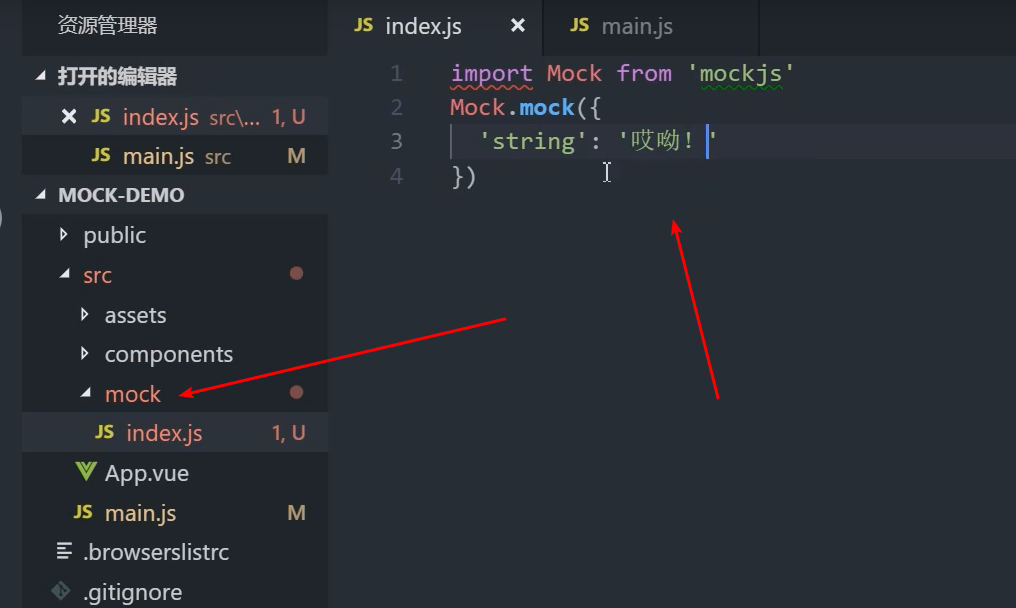 资源管理器
打开的编辑器
JS index.js src\... 1, U
JS main.js src M
MOCK-DEMO
public
src
assets
components
mock
JS index.js 1, U
App.vue
JS main.js M
.browserslistrc
.gitignore
JS index.js
JS main.js
1 import Mock from 'mockjs'
2 Mock.mock({
3 'string': '哎呦！'
4 })